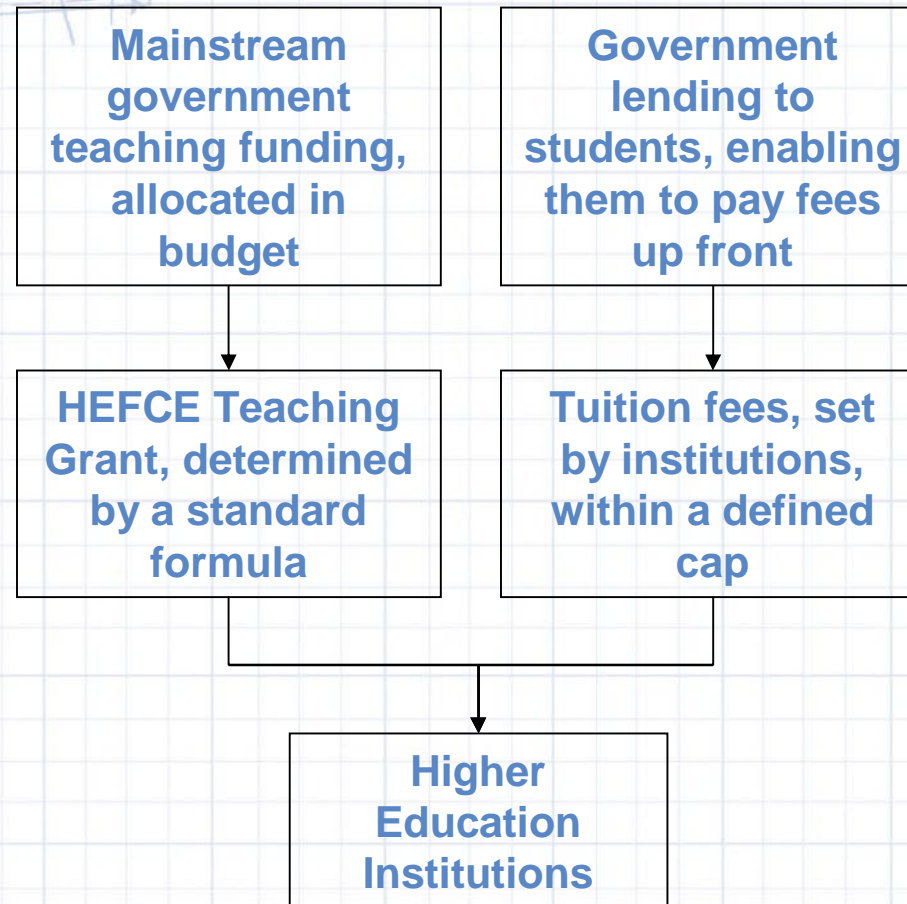 Mainstream
government
teaching funding,
allocated in
budget
Government
lending to
students, enabling
them to pay fees
up front
HEFCE Teaching
Grant, determined
by a standard
formula
Tuition fees, set
by institutions,
within a defined
cap
Higher
Education
Institutions